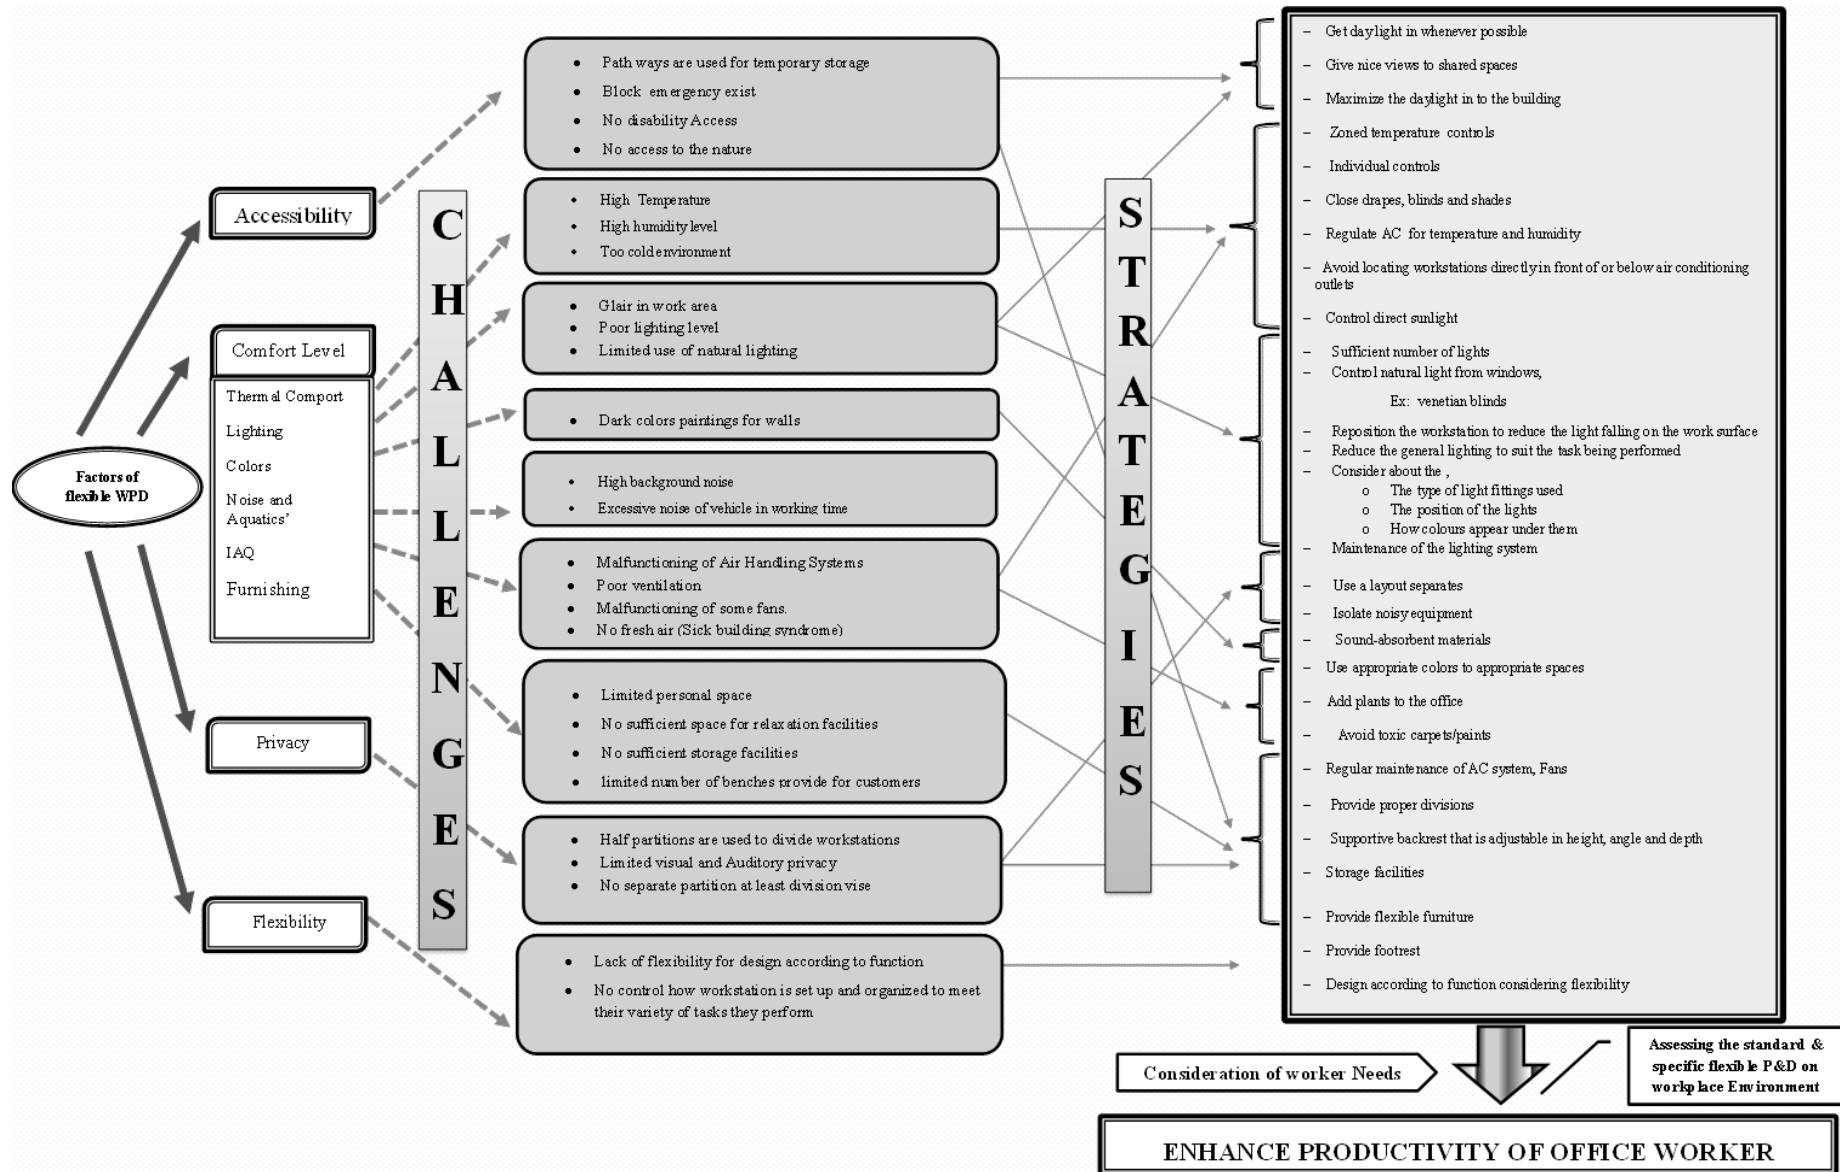 Factors of
flexible WPD
Accessibility
Comfort Level
Thermal Comport
Lighting
Colors
Noise and
Aquatics’
IAQ
Furnishing
Privacy
Flexibility
CHALLENGES
• Path ways are used for temporary storage
• Block emergency exist
• No disability Access
• No access to the nature
• High Temperature
• High humidity level
• Too cold environment
• Glair in work area
• Poor lighting level
• Limited use of natural lighting
• Dark colors paintings for walls
• High background noise
• Excessive noise of vehicle in working time
• Malfunctioning of Air Handling Systems
• Poor ventilation
• Malfunctioning of some fans.
• No fresh air (Sick building syndrome)
• Limited personal space
• No sufficient space for relaxation facilities
• No sufficient storage facilities
• limited number of benches provide for customers
• Half partitions are used to divide workstations
• Limited visual and Auditory privacy
• No separate partition at least division vise
• Lack of flexibility for design according to function
• No control how workstation is set up and organized to meet
their variety of tasks they perform
STRATEGIES
– Get daylight in whenever possible
– Give nice views to shared spaces
– Maximize the daylight in to the building
– Zoned temperature controls
– Individual controls
– Close drapes, blinds and shades
– Regulate AC for temperature and humidity
– Avoid locating workstations directly in front of or below air conditioning
outlets
– Control direct sunlight
– Sufficient number of lights
– Control natural light from windows,
Ex: venetian blinds
– Reposition the workstation to reduce the light falling on the work surface
– Reduce the general lighting to suit the task being performed
– Consider about the ,
o The type of light fittings used
o The position of the lights
o How colours appear under them
– Maintenance of the lighting system
– Use a layout separates
– Isolate noisy equipment
– Sound-absorbent materials
– Use appropriate colors to appropriate spaces
– Add plants to the office
– Avoid toxic carpets/paints
– Regular maintenance of AC system, Fans
– Provide proper divisions
– Supportive backrest that is adjustable in height, angle and depth
– Storage facilities
– Provide flexible furniture
– Provide footrest
– Design according to function considering flexibility
Consideration of worker Needs
Assessing the standard &
specific flexible P&D on
workplace Environment
ENHANCE PRODUCTIVITY OF OFFICE WORKER